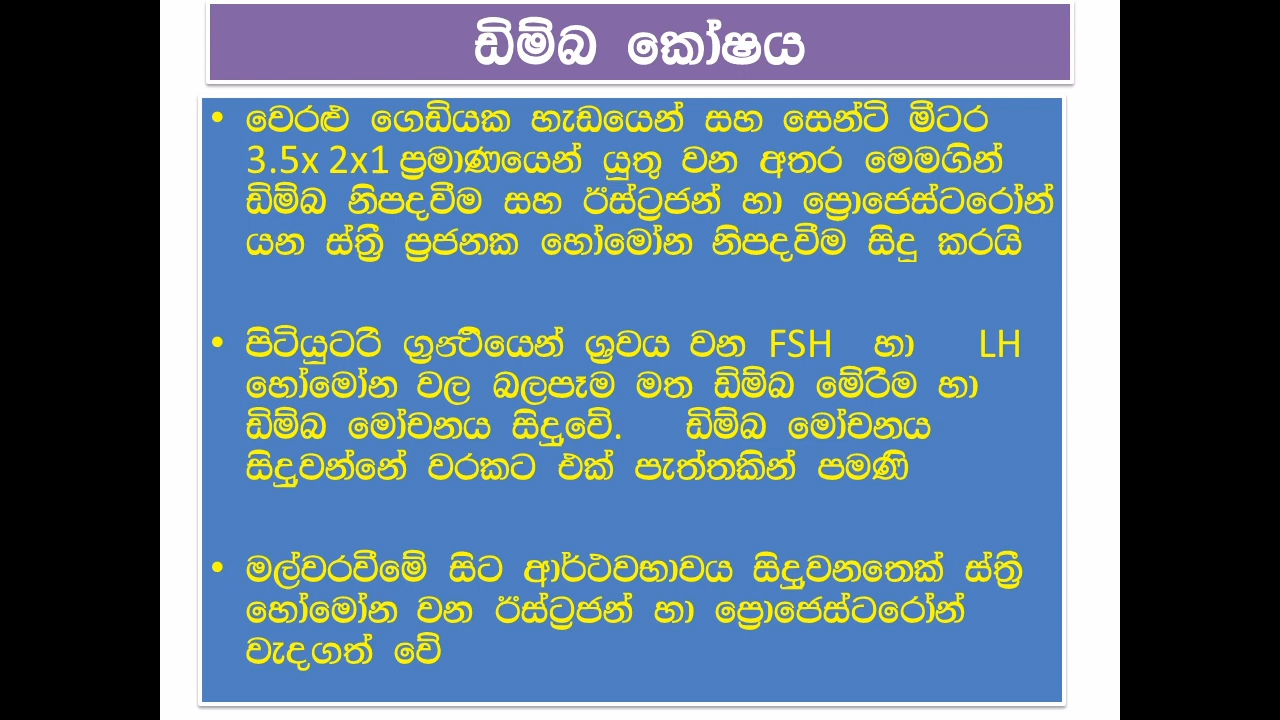 ඩිම්බ කෝෂය
• වෙරළු ගෙඩියක හැඩයෙන් සහ සෙන්ටි මීටර
3.5x 2x1 ප්‍රමාණයෙන් යුතු වන අතර මෙමගින්
ඩිම්බ නිපදවීම සහ ඊස්ට්‍රජන් හා ප්‍රොජෙස්ටරෝන්
යන ස්ත්‍රී ප්‍රජනක හෝමෝන නිපදවීම සිදු කරයි
• පිටියුටරි ග්‍රන්ථියෙන් ශ්‍රවය වන FSH හා LH
හෝමෝන වල බලපෑම මත ඩිම්බ මේරීම හා
ඩිම්බ මෝචනය සිදුවේ. ඩිම්බ මෝචනය
සිදුවන්නේ වරකට එක් පැත්තකින් පමණි
• මල්වරවීමේ සිට ආර්ථවභාවය සිදුවනතෙක් ස්ත්‍රී
හෝමෝන වන ඊස්ට්‍රජන් හා ප්‍රොජෙස්ටරෝන්
වැදගත් වේ